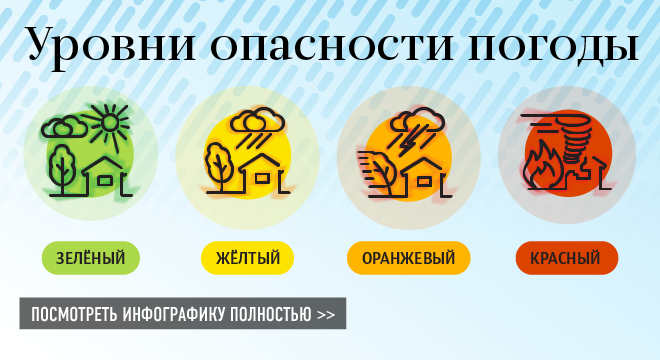 Уровни опасности погоды
ЗЕЛЁНЫЙ
ЖЁЛТЫЙ
ОРАНЖЕВЫЙ
КРАСНЫЙ
ПОСМОТРЕТЬ ИНФОГРАФИКУ ПОЛНОСТЬЮ >>